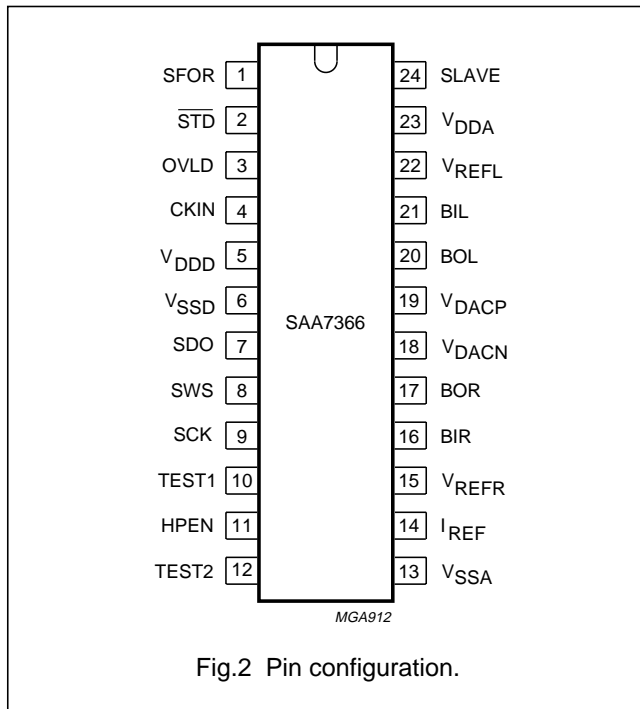 SFOR 1 24 SLAVE
S̅T̅D̅ 2 23 VDDA
OVLD 3 22 VREFL
CKIN 4 21 BIL
VDDD 5 20 BOL
VSSD 6 19 VDACP
SAA7366
SDO 7 18 VDACN
SWS 8 17 BOR
SCK 9 16 BIR
TEST1 10 15 VREFR
HPEN 11 14 IREF
TEST2 12 13 VSSA
MGA912
Fig.2 Pin configuration.